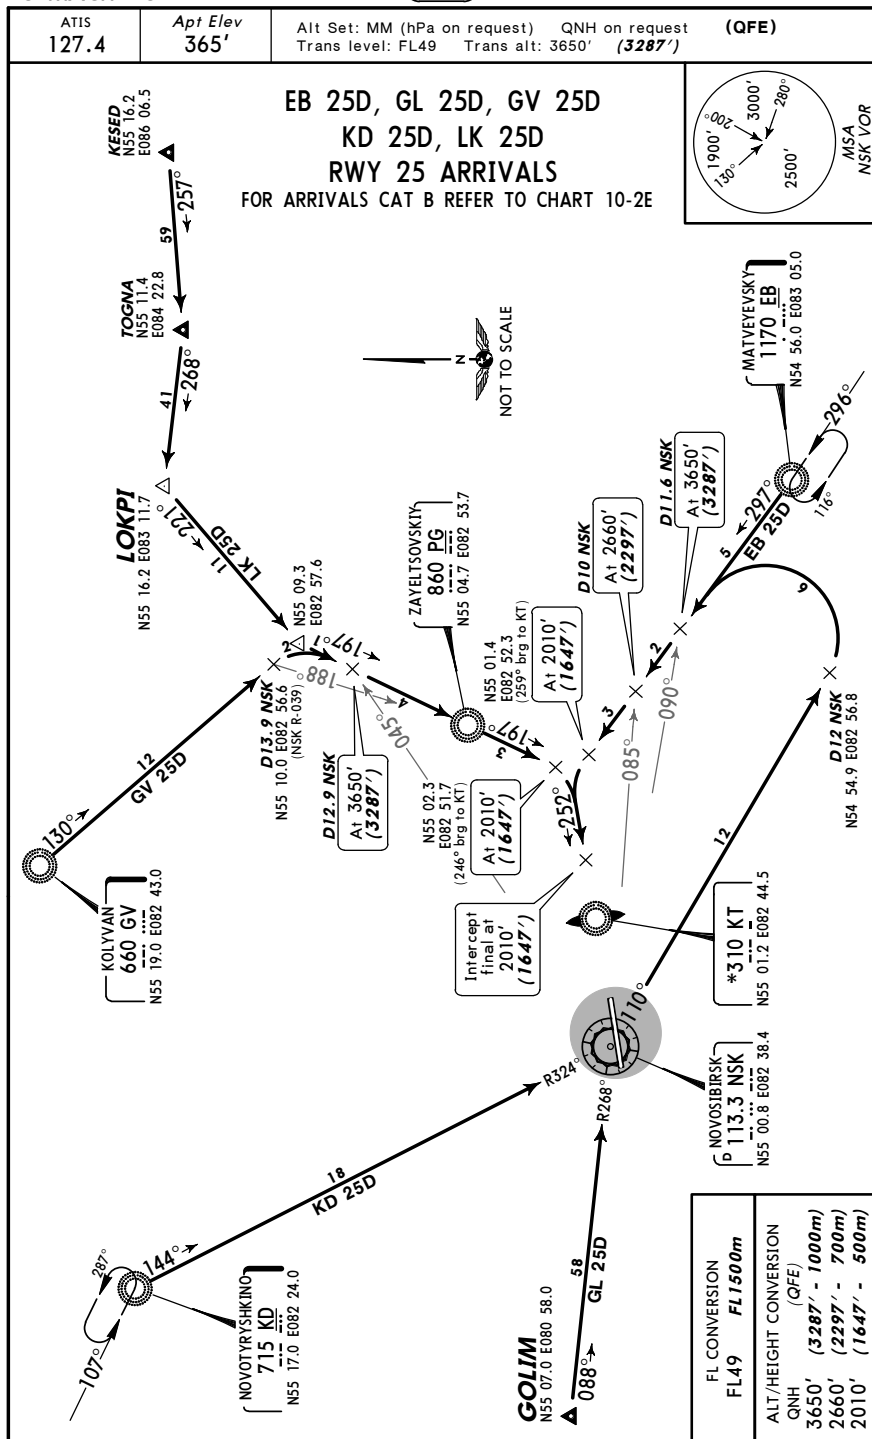 ATIS
127.4
Apt Elev
365'
Alt Set: MM (hPa on request) QNH on request (QFE)
Trans level: FL49 Trans alt: 3650' (3287')
EB 25D, GL 25D, GV 25D
KD 25D, LK 25D
RWY 25 ARRIVALS
FOR ARRIVALS CAT B REFER TO CHART 10-2E
200°
3000'
280°
1900'
130°
2500'
MSA
NSK VOR
KESED
N55 16.2
E086 06.5
257°
59
TOGNA
N55 11.4
E084 22.8
268°
41
LOKPI
N55 16.2 E083 11.7
221°
11
LK 25D
N55 09.3
E082 57.6
N
NOT TO SCALE
MATVEYEVSKY
1170 EB
N54 56.0 E083 05.0
296°
116°
297°
5
EB 25D
D11.6 NSK
At 3650'
(3287')
D10 NSK
At 2660'
(2297')
ZAYELTSOVSKIY
860 PG
N55 04.7 E082 53.7
N55 01.4
E082 52.3
(259° brg to KT)
At 2010'
(1647')
2
1
197°
188°
4
045°
3
197°
2
3
090°
085°
9
D13.9 NSK
N55 10.0 E082 56.6
(NSK R-039)
D12.9 NSK
At 3650'
(3287')
N55 02.3
E082 51.7
(246° brg to KT)
At 2010'
(1647')
252°
Intercept
final at
2010'
(1647')
D12 NSK
N54 54.9 E082 56.8
130°
12
GV 25D
KOLYVAN
660 GV
N55 19.0 E082 43.0
*310 KT
N55 01.2 E082 44.5
12
110°
NOVOSIBIRSK
D 113.3 NSK
N55 00.8 E082 38.4
R324°
R268°
18
KD 25D
144°
287°
107°
NOVOTYRYSHKINO
715 KD
N55 17.0 E082 24.0
58
GL 25D
088°
GOLIM
N55 07.0 E080 58.0
FL CONVERSION
FL49 FL1500m
ALT/HEIGHT CONVERSION
QNH (QFE)
3650' (3287' - 1000m)
2660' (2297' - 700m)
2010' (1647' - 500m)